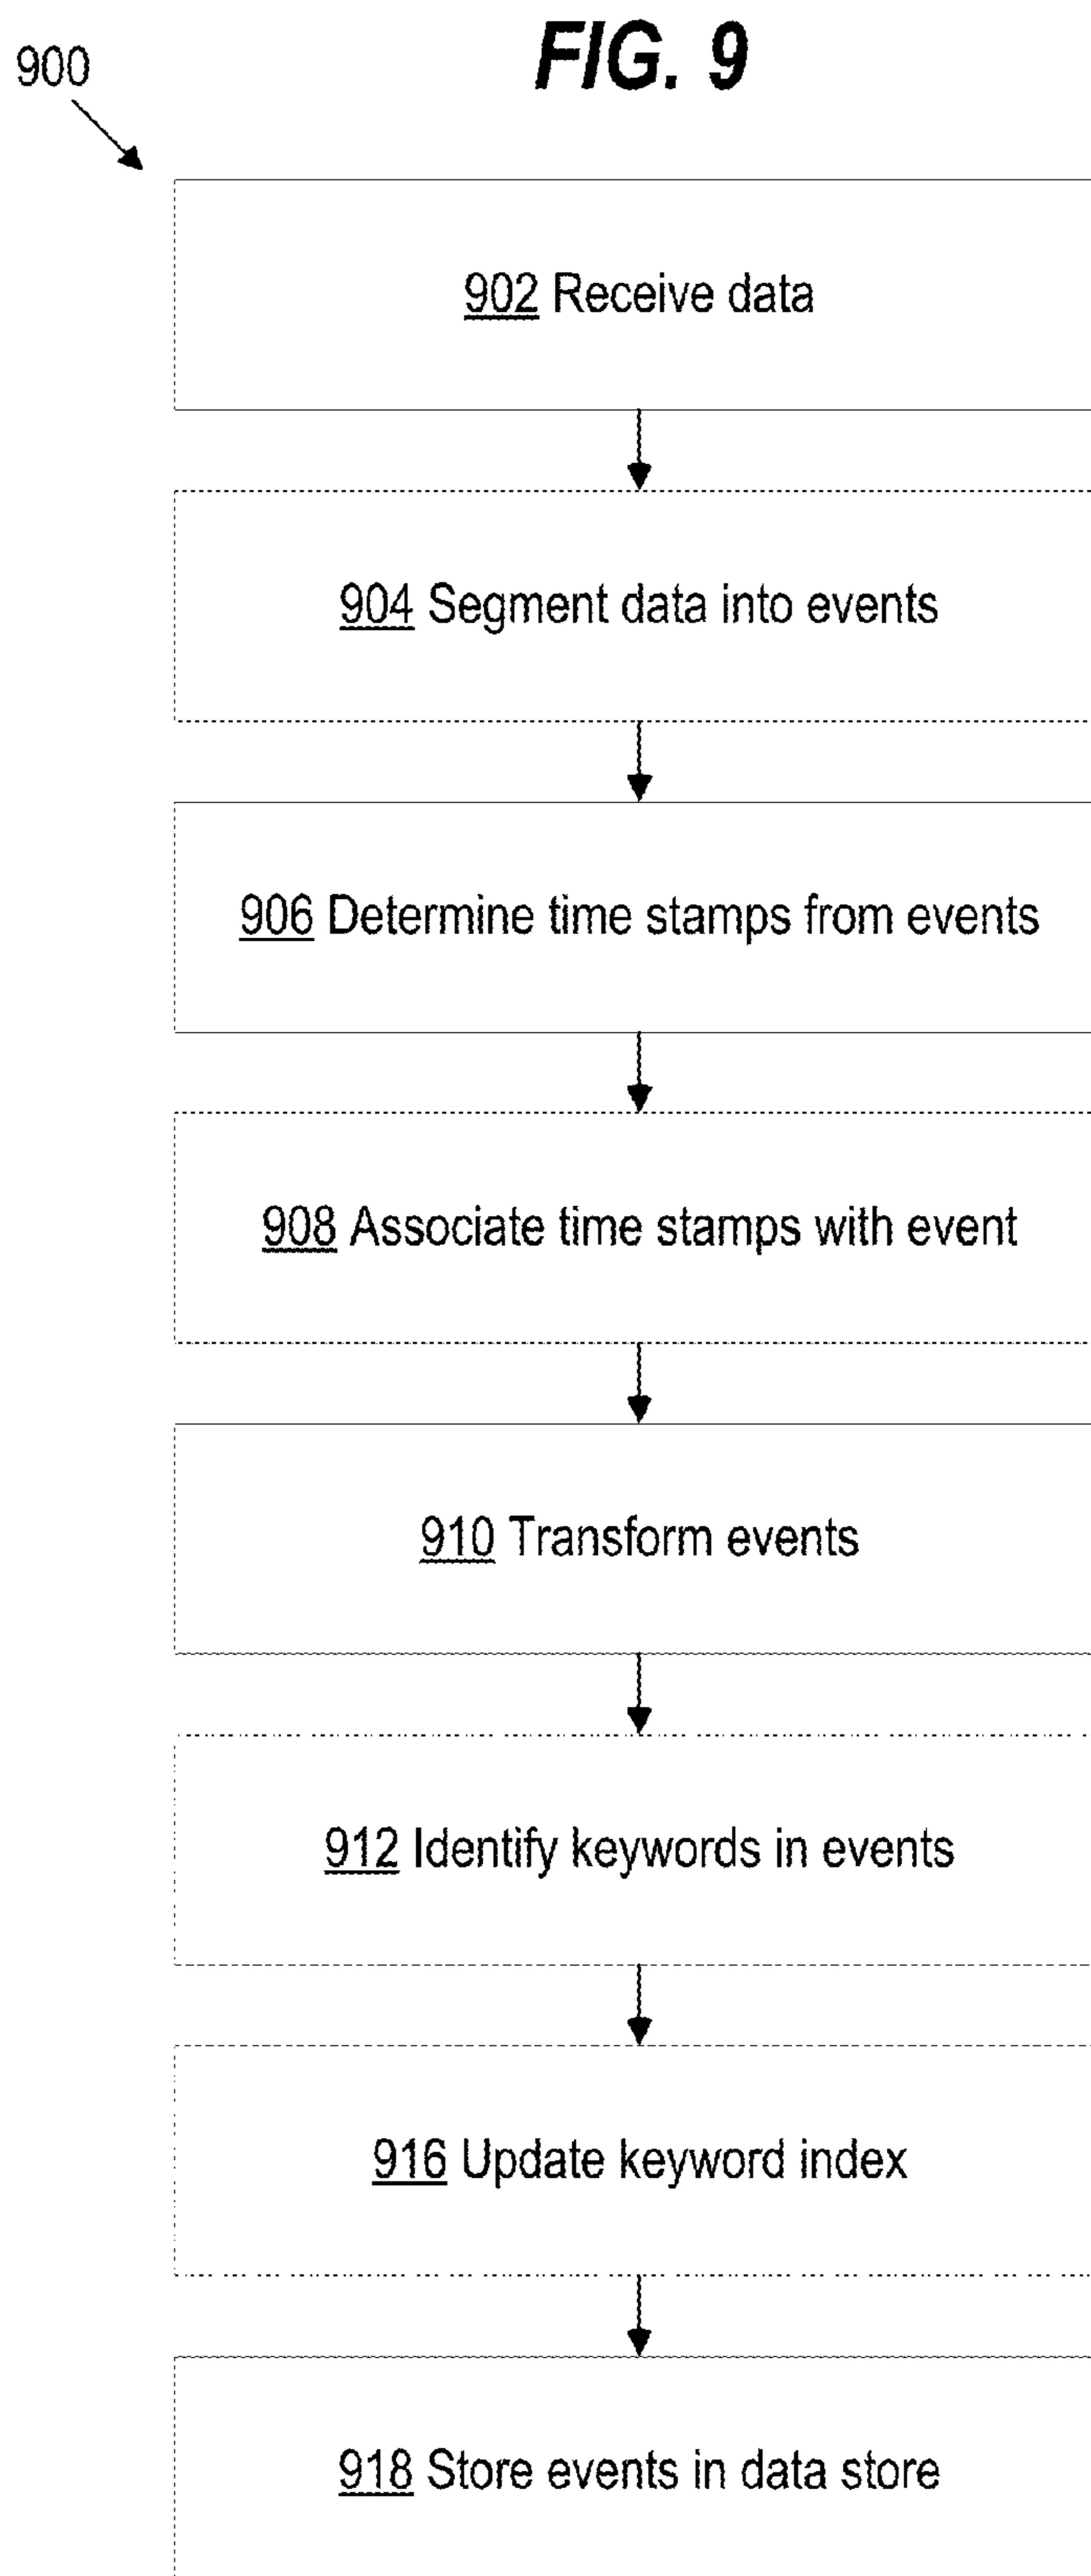 FIG. 9
900
902 Receive data
904 Segment data into events
906 Determine time stamps from events
908 Associate time stamps with event
910 Transform events
912 Identify keywords in events
916 Update keyword index
918 Store events in data store